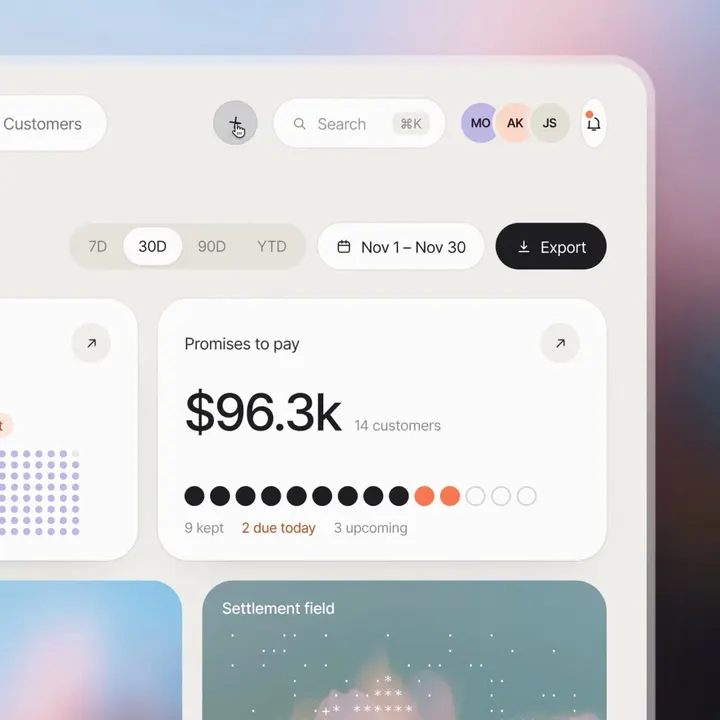 Customers
Search
⌘K
MO
AK
JS
7D
30D
90D
YTD
Nov 1 – Nov 30
Export
Promises to pay
$96.3k
14 customers
9 kept
2 due today
3 upcoming
Settlement field